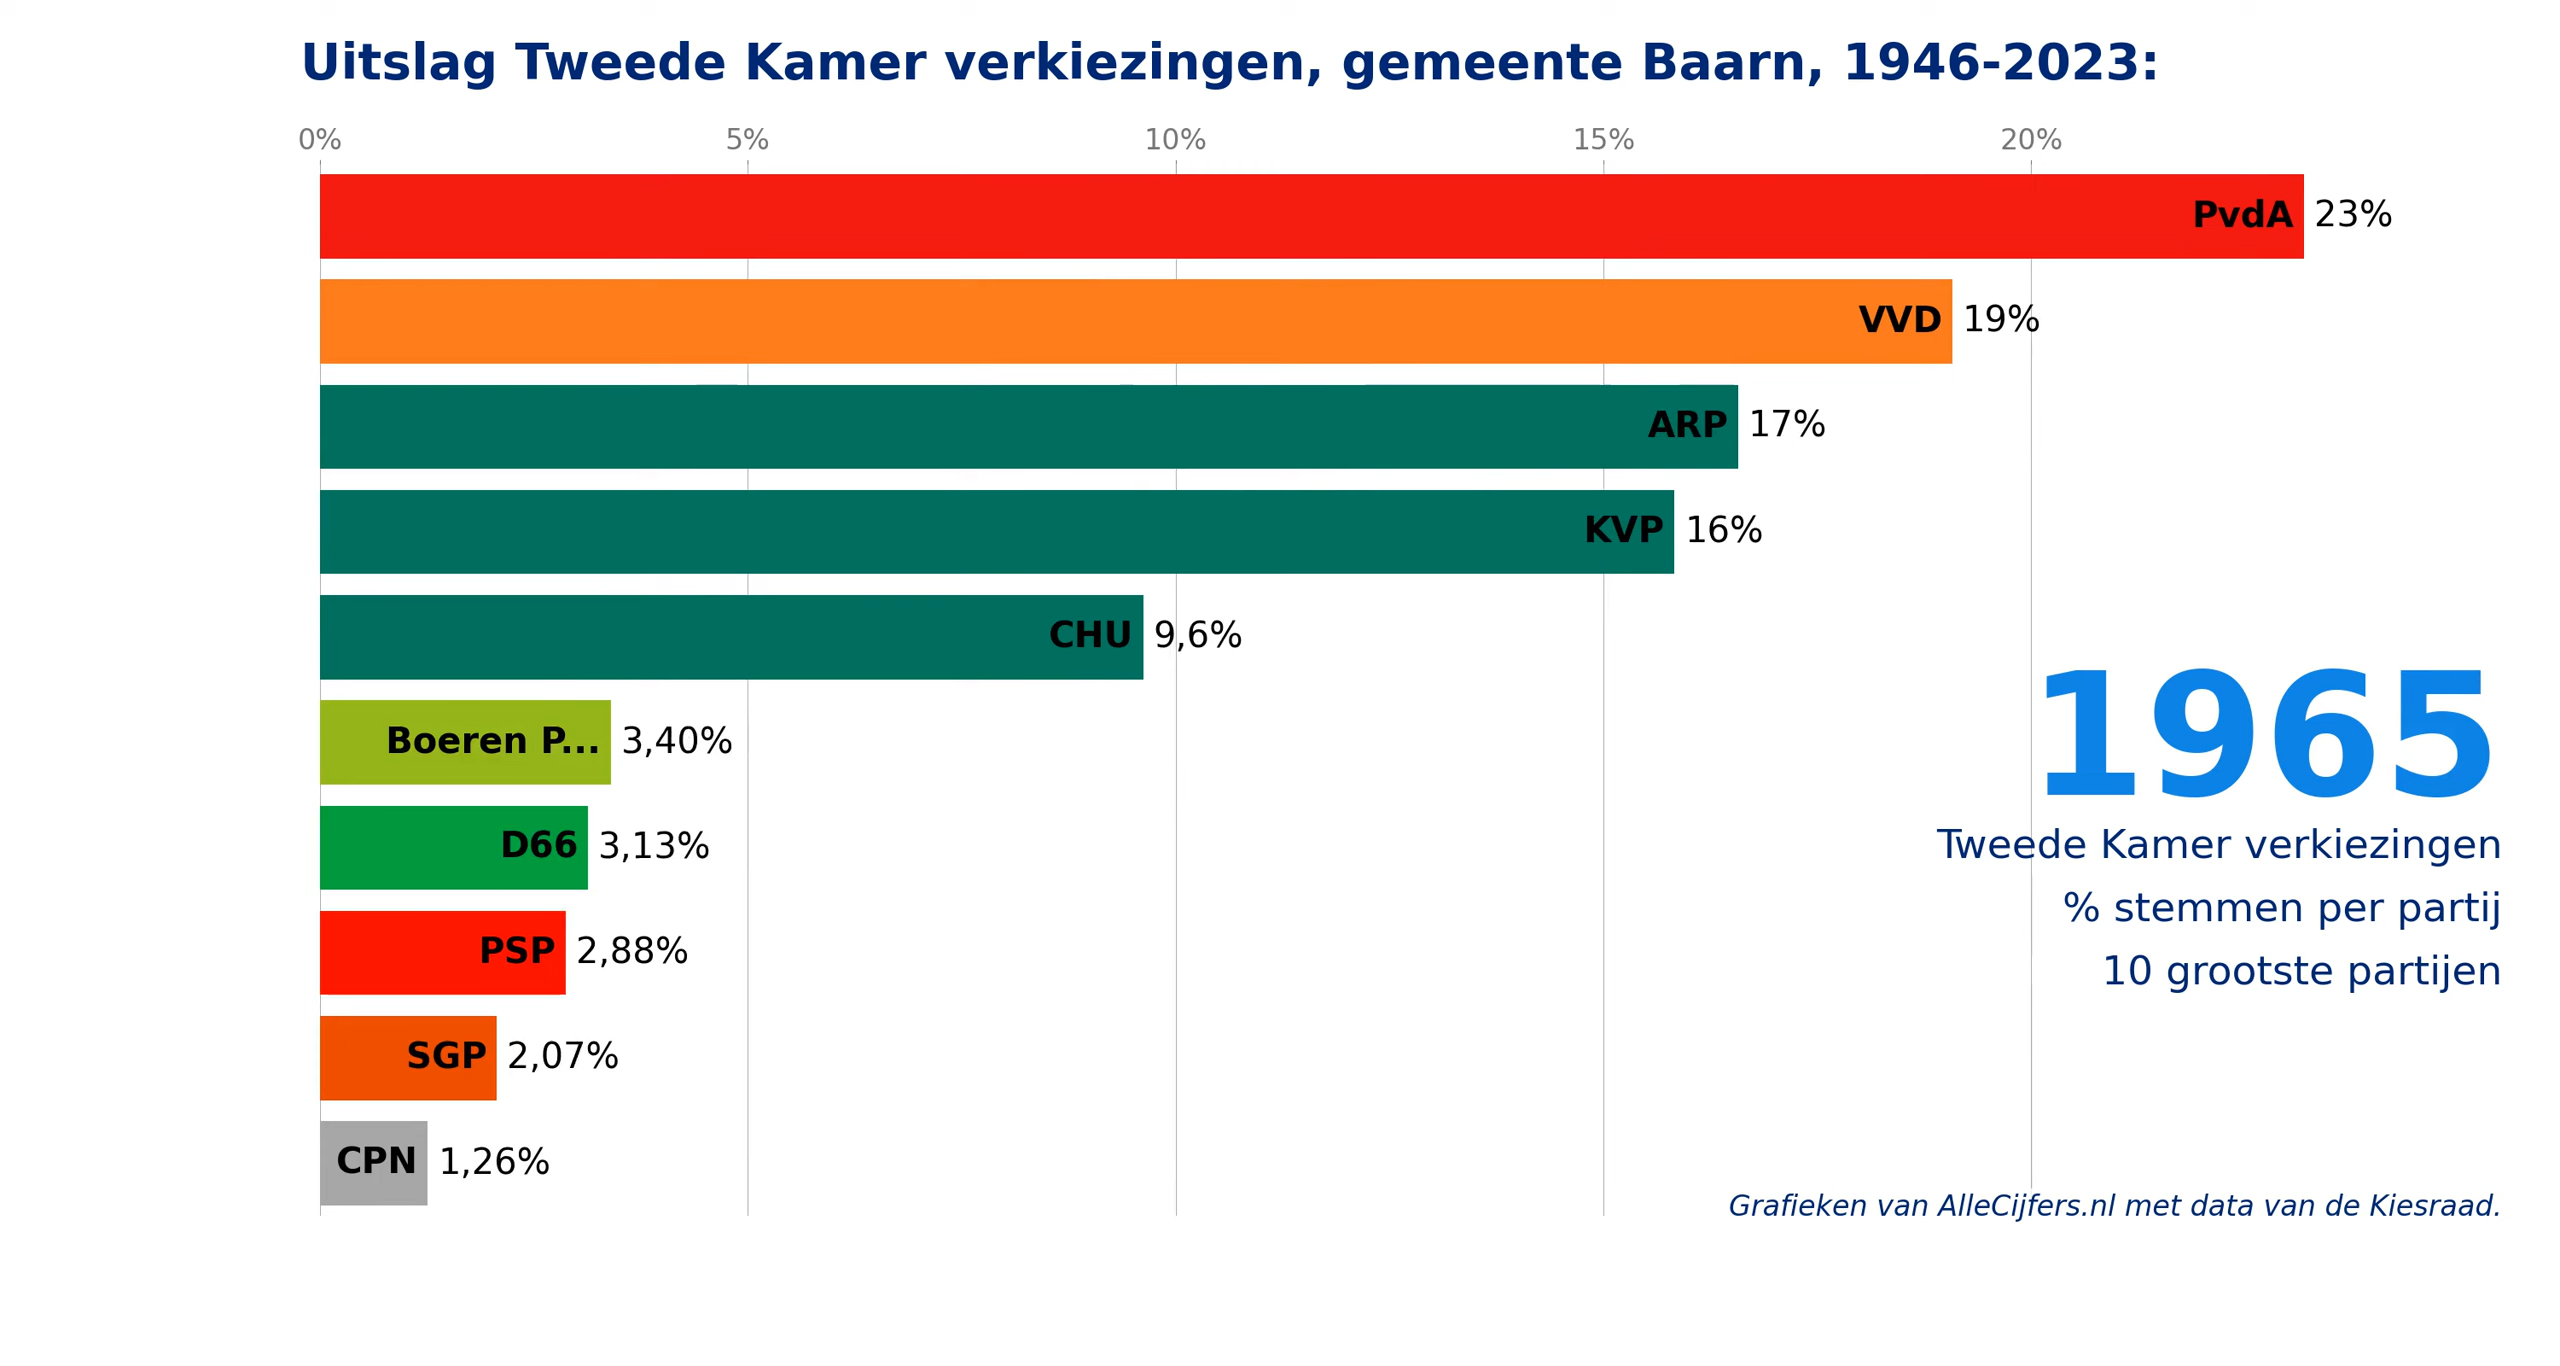 Uitslag Tweede Kamer verkiezingen, gemeente Baarn, 1946-2023:
0% 5% 10% 15% 20%
PvdA 23%
VVD 19%
ARP 17%
KVP 16%
CHU 9,6%
Boeren P... 3,40%
D66 3,13%
PSP 2,88%
SGP 2,07%
CPN 1,26%
1965
Tweede Kamer verkiezingen
% stemmen per partij
10 grootste partijen
Grafieken van AlleCijfers.nl met data van de Kiesraad.